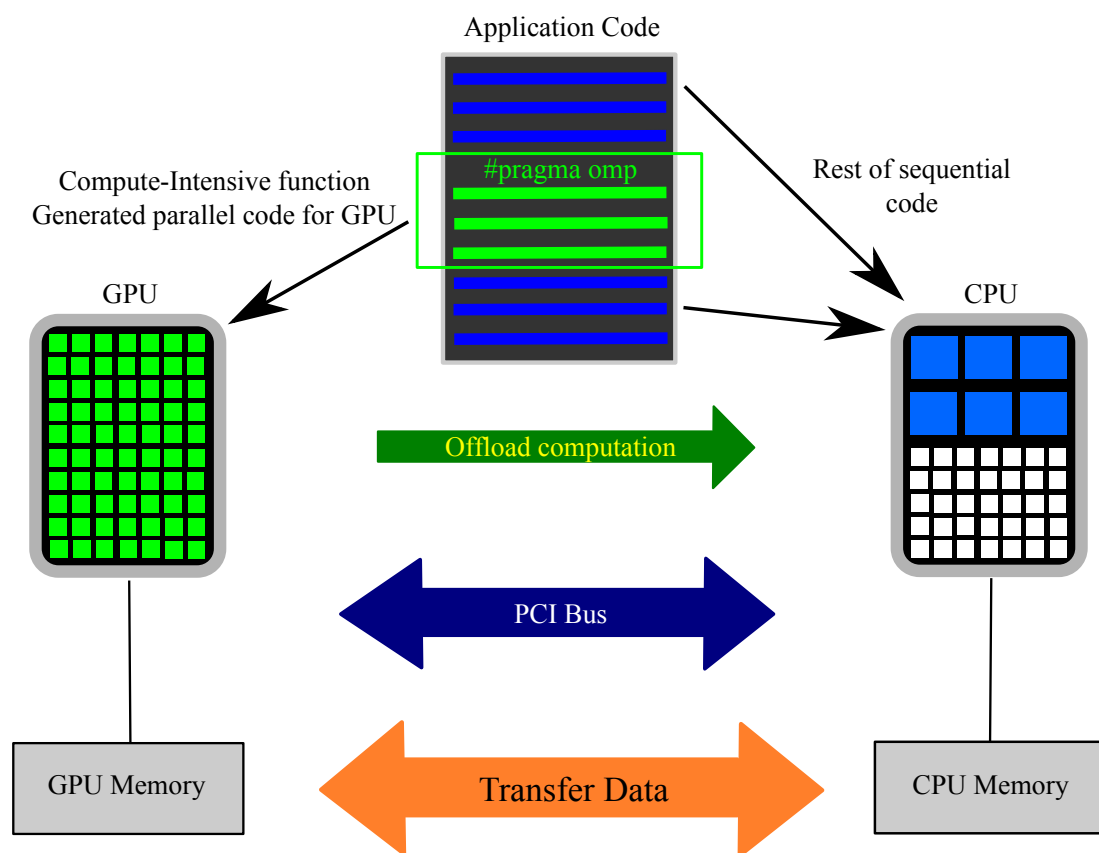 Application Code
#pragma omp
Compute-Intensive function
Generated parallel code for GPU
Rest of sequential
code
GPU
CPU
Offload computation
PCI Bus
GPU Memory
Transfer Data
CPU Memory